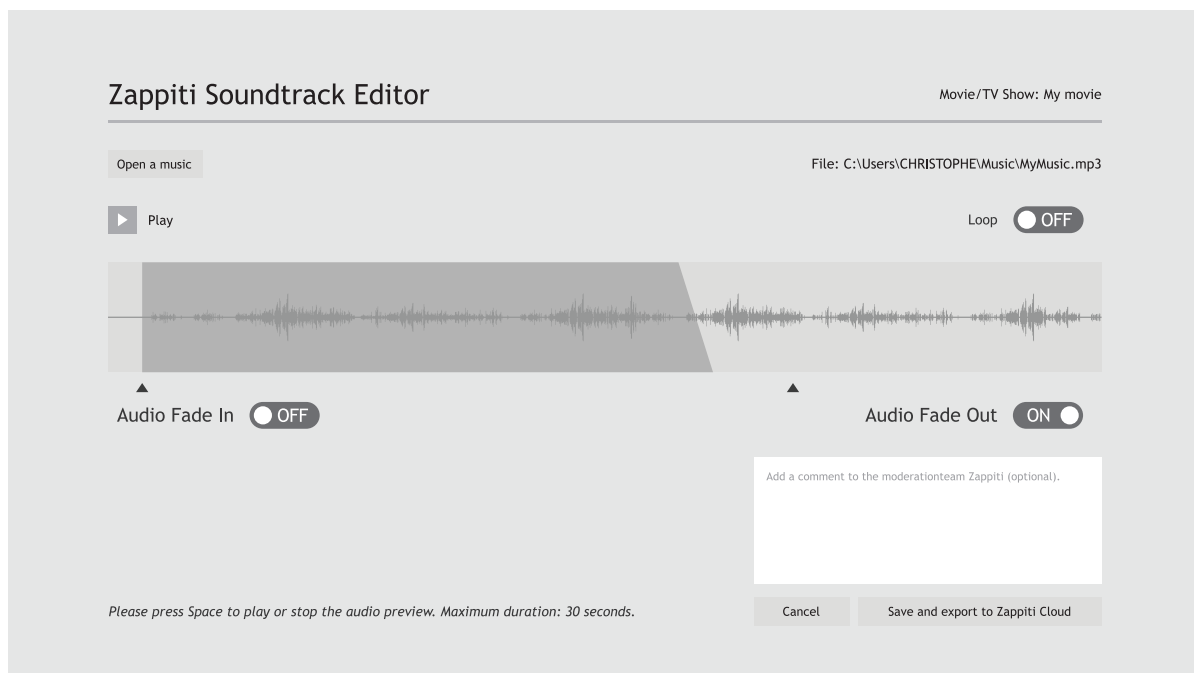 Zappiti Soundtrack Editor
Movie/TV Show: My movie
Open a music
File: C:\Users\CHRISTOPHE\Music\MyMusic.mp3
Play
Loop OFF
Audio Fade In OFF
Audio Fade Out ON
Add a comment to the moderationteam Zappiti (optional).
Please press Space to play or stop the audio preview. Maximum duration: 30 seconds.
Cancel
Save and export to Zappiti Cloud